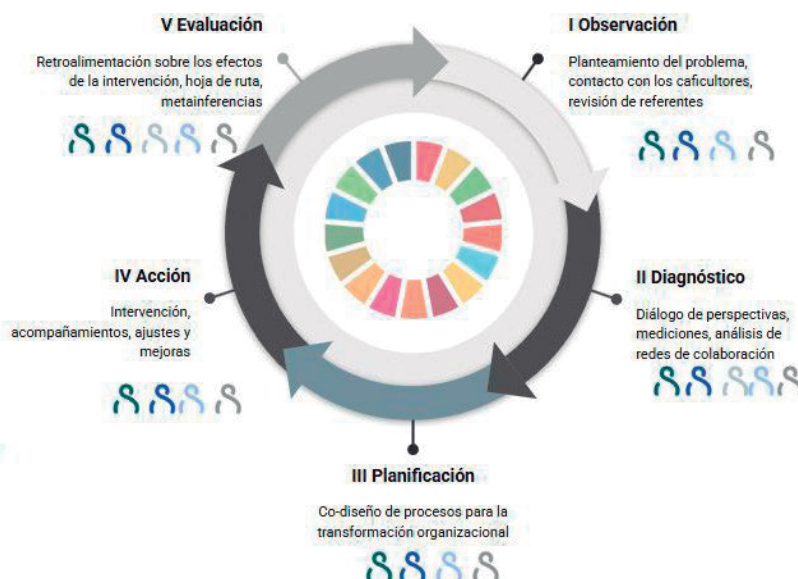 I Observación
Planteamiento del problema,
contacto con los caficultores,
revisión de referentes
II Diagnóstico
Diálogo de perspectivas,
mediciones, análisis de
redes de colaboración
III Planificación
Co-diseño de procesos para la
transformación organizacional
IV Acción
Intervención,
acompañamientos, ajustes y
mejoras
V Evaluación
Retroalimentación sobre los efectos
de la intervención, hoja de ruta,
metainferencias